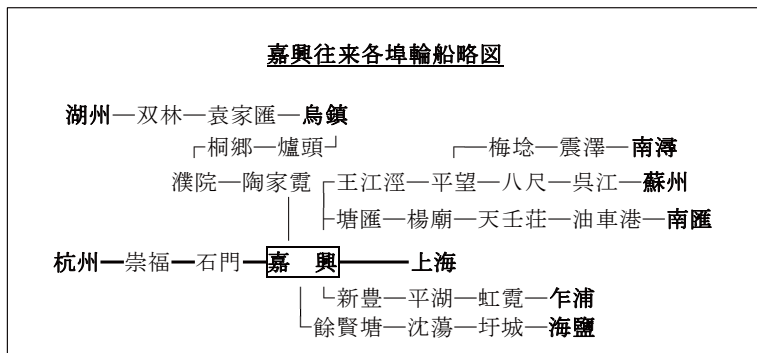 嘉興往来各埠輪船略図
湖州―双林―袁家匯―烏鎮
┌桐郷―爐頭┘ ┌―梅埝―震澤―南潯
濮院―陶家霓 ┌王江涇―平望―八尺―呉江―蘇州
├塘匯―楊廟―天壬荘―油車港―南匯
杭州―崇福―石門―嘉 興―上海
└新豊―平湖―虹霓―乍浦
└餘賢塘―沈蕩―圩城―海鹽